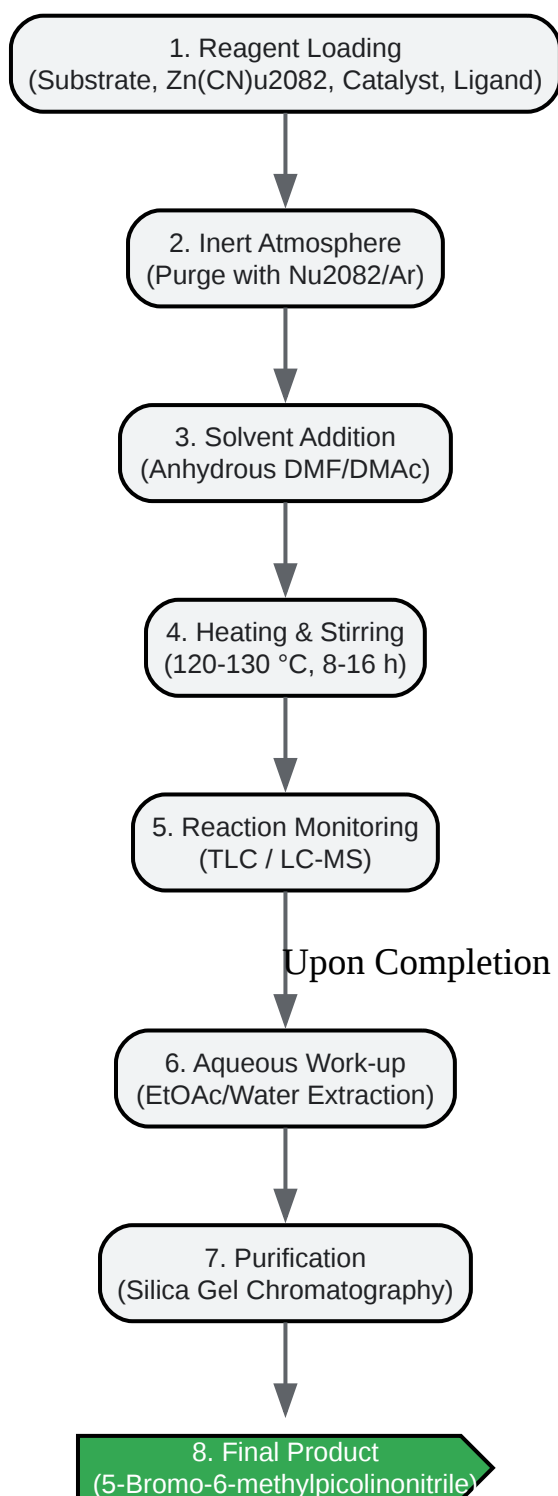 1. Reagent Loading
(Substrate, Zn(CN)u2082, Catalyst, Ligand)
2. Inert Atmosphere
(Purge with Nu2082/Ar)
3. Solvent Addition
(Anhydrous DMF/DMAc)
4. Heating & Stirring
(120-130 °C, 8-16 h)
5. Reaction Monitoring
(TLC / LC-MS)
Upon Completion
6. Aqueous Work-up
(EtOAc/Water Extraction)
7. Purification
(Silica Gel Chromatography)
8. Final Product
(5-Bromo-6-methylpicolinonitrile)